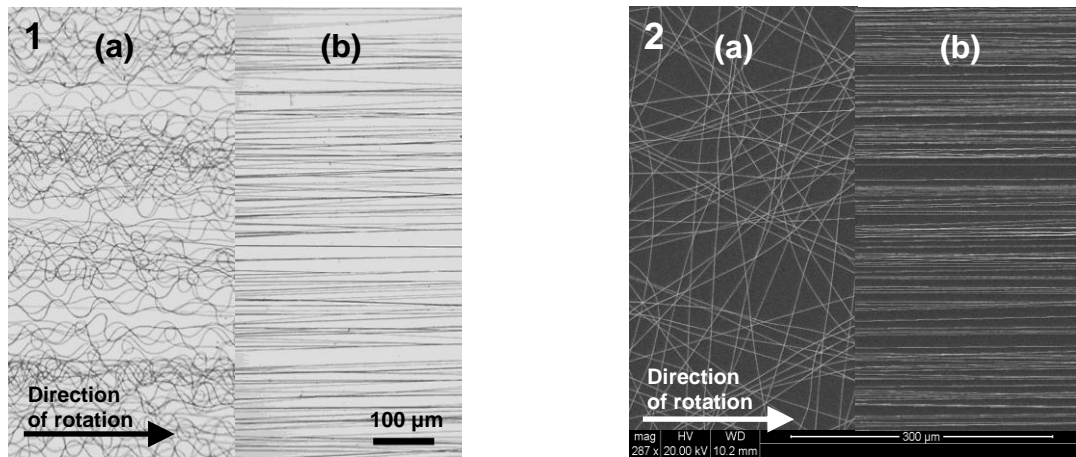 1 (a) (b)
Direction
of rotation
100 µm
2 (a) (b)
Direction
of rotation
mag HV WD
287 x 20.00 kV 10.2 mm
300 µm